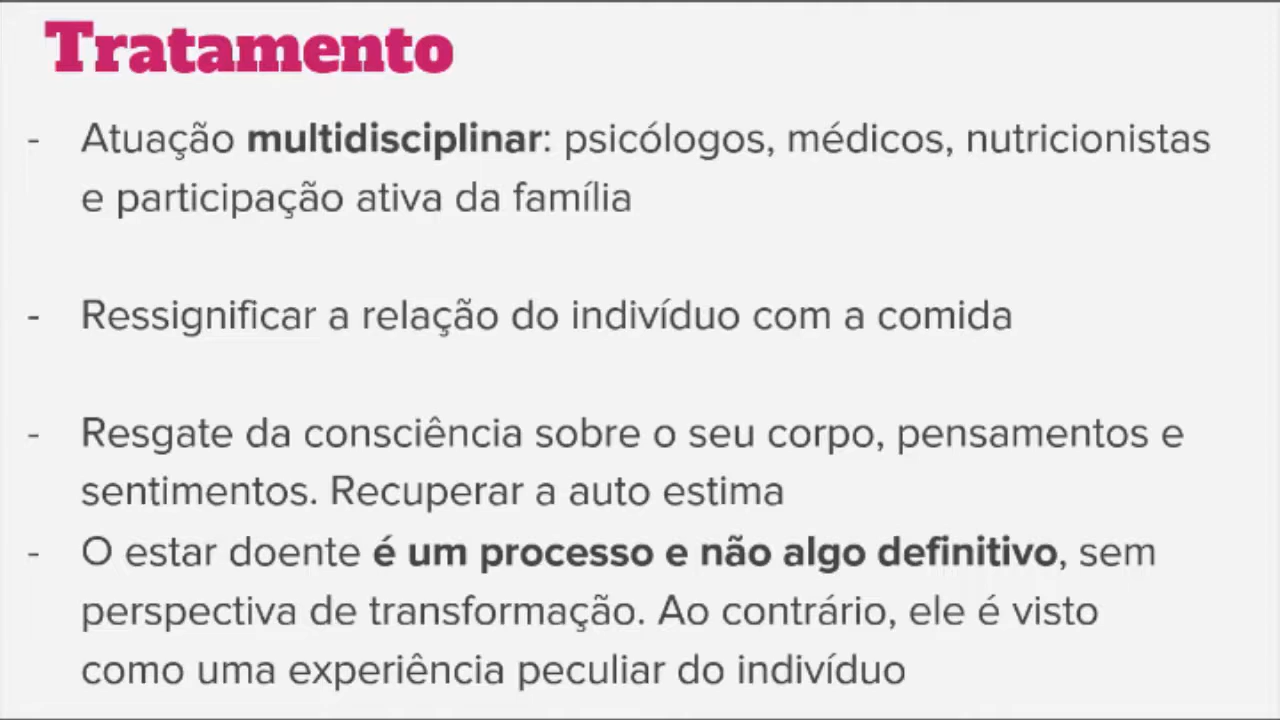 Tratamento
- Atuação multidisciplinar: psicólogos, médicos, nutricionistas
e participação ativa da família
- Ressignificar a relação do indivíduo com a comida
- Resgate da consciência sobre o seu corpo, pensamentos e
sentimentos. Recuperar a auto estima
- O estar doente é um processo e não algo definitivo, sem
perspectiva de transformação. Ao contrário, ele é visto
como uma experiência peculiar do indivíduo